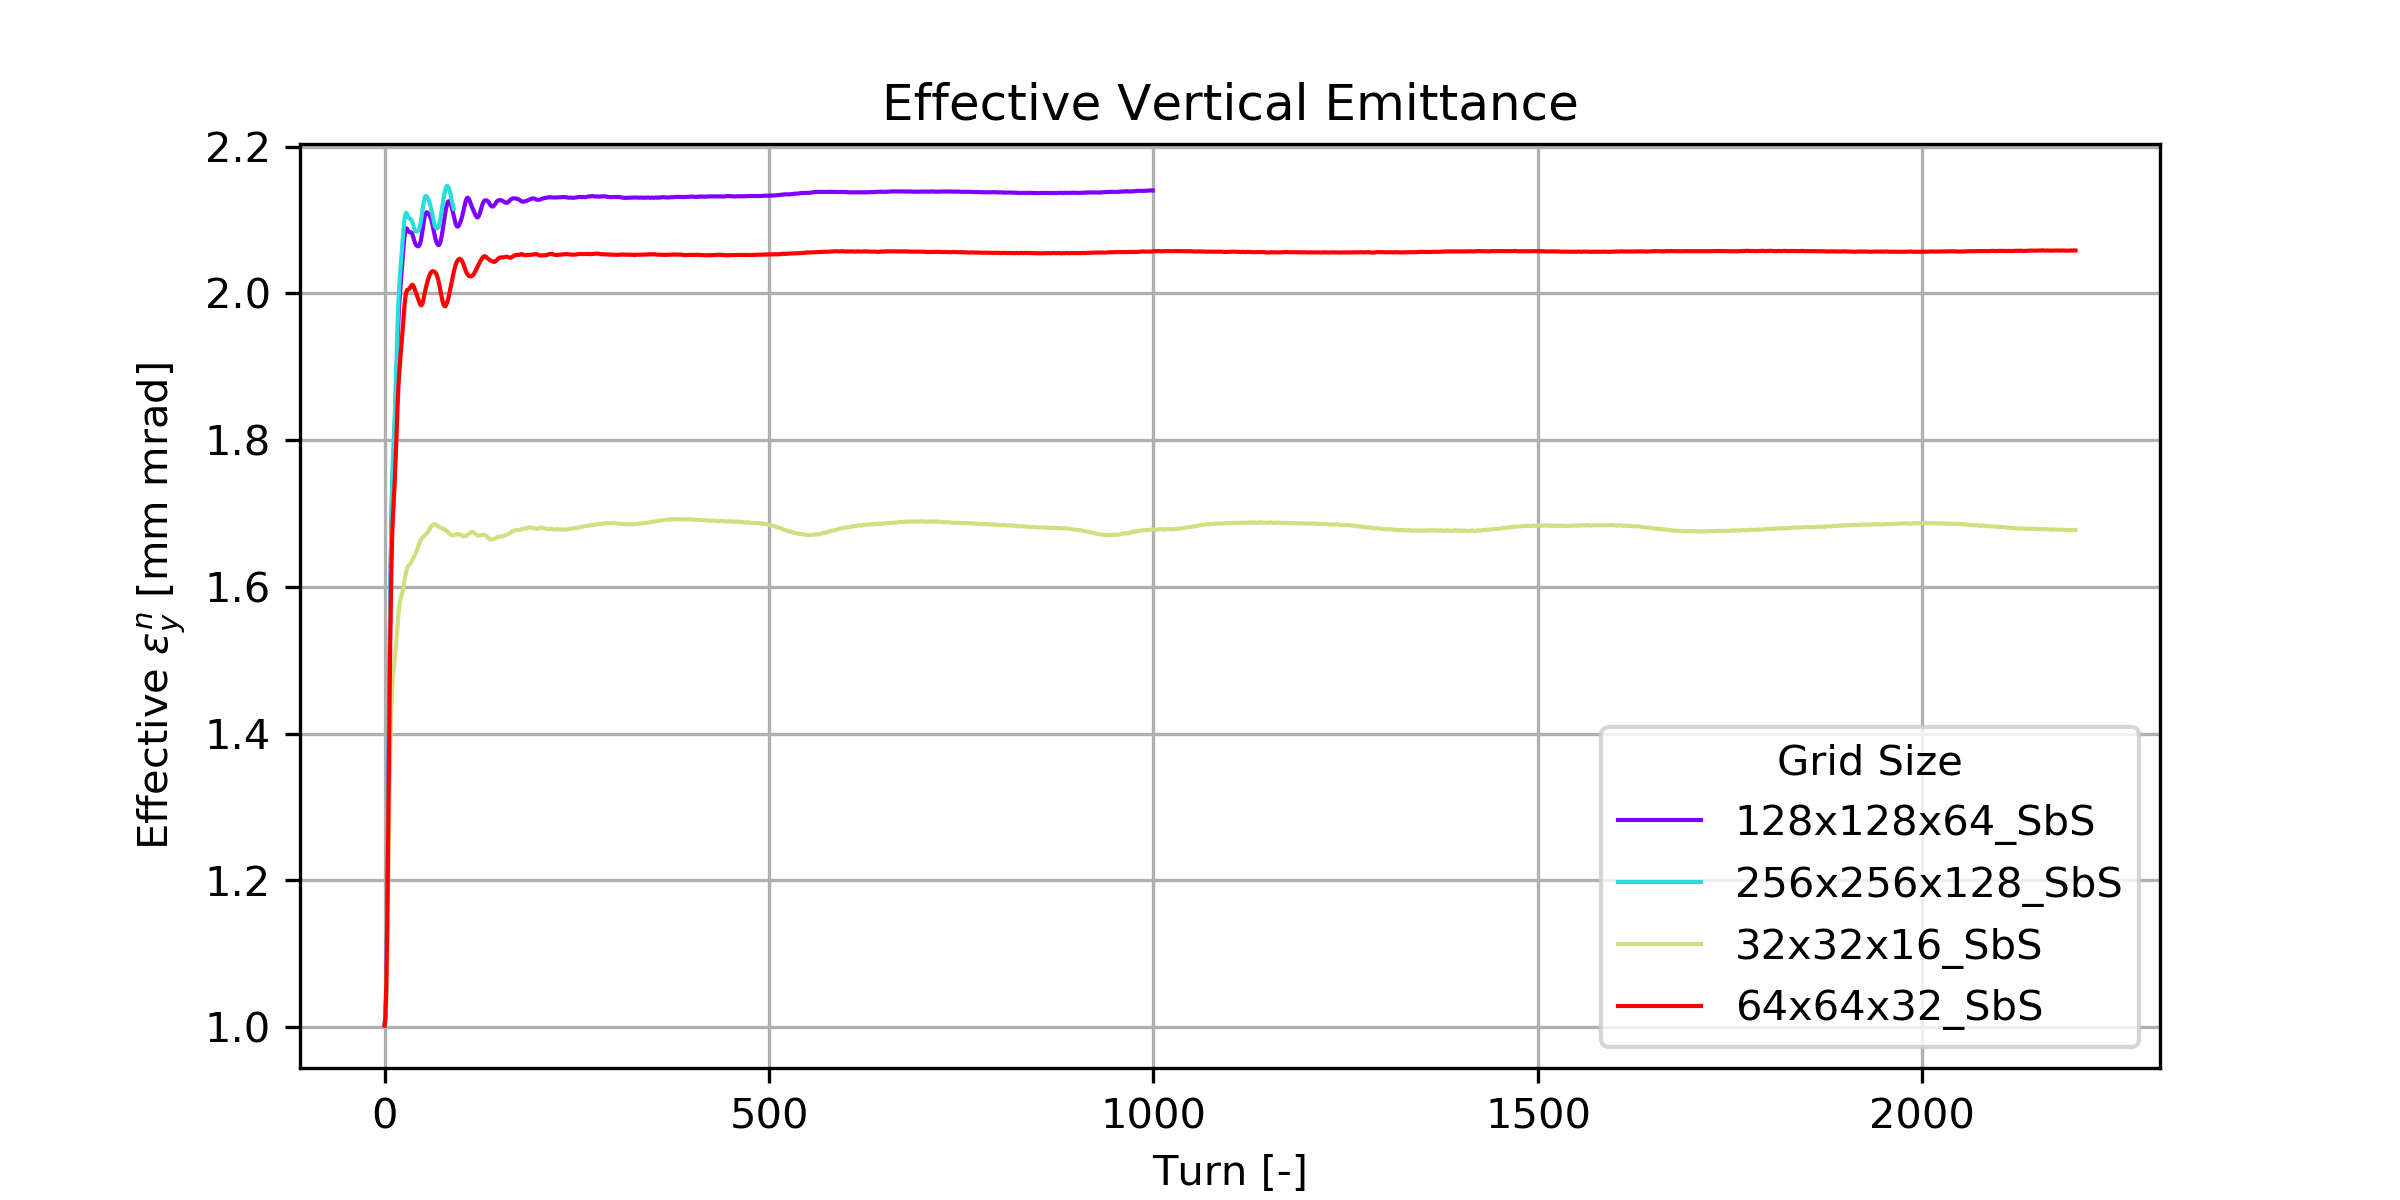 Effective Vertical Emittance
Effective ε_y^n [mm mrad]
2.2
2.0
1.8
1.6
1.4
1.2
1.0
0 500 1000 1500 2000
Turn [-]
Grid Size
128x128x64_SbS
256x256x128_SbS
32x32x16_SbS
64x64x32_SbS